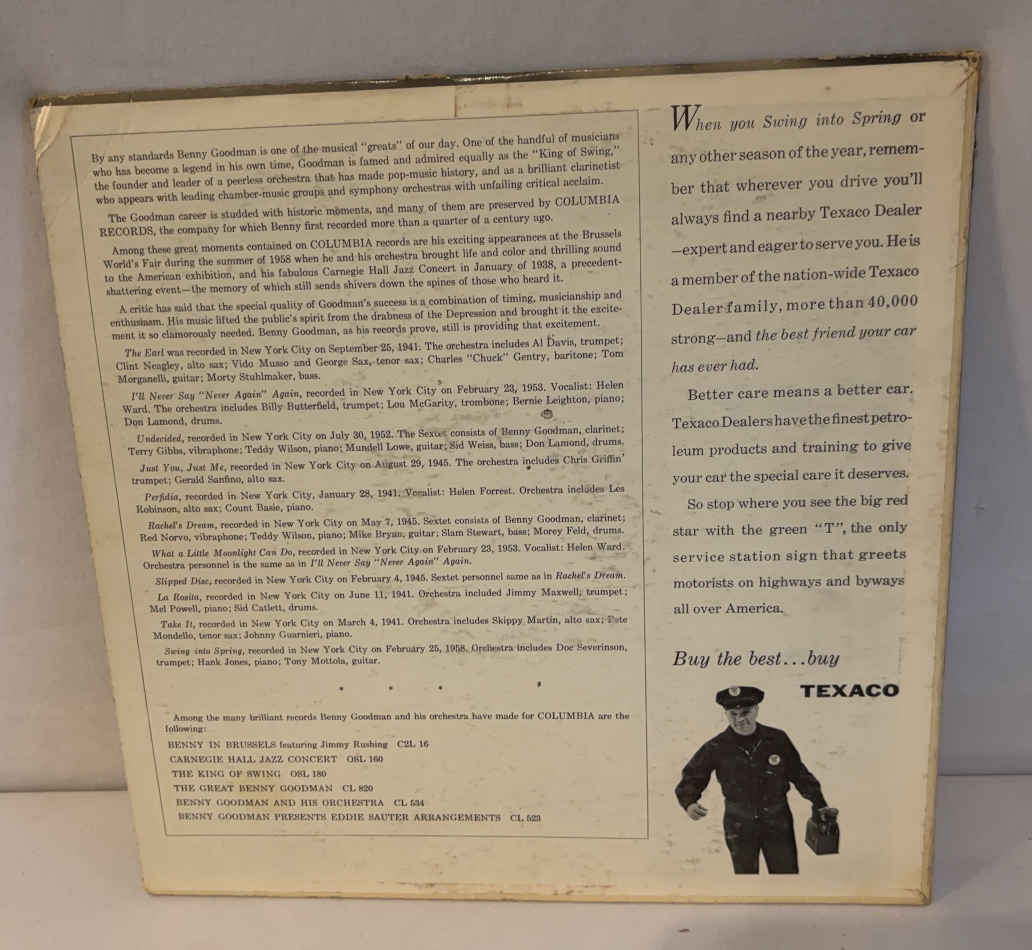 By any standards Benny Goodman is one of the musical "greats" of our day. One of the handful of musicians
who has become a legend in his own time, Goodman is famed and admired equally as the "King of Swing,"
the founder and leader of a peerless orchestra that has made pop-music history, and as a brilliant clarinetist
who appears with leading chamber-music groups and symphony orchestras with unfailing critical acclaim.
The Goodman career is studded with historic moments, and many of them are preserved by COLUMBIA
RECORDS, the company for which Benny first recorded more than a quarter of a century ago.
Among these great moments contained on COLUMBIA records are his exciting appearances at the Brussels
World's Fair during the summer of 1958 when he and his orchestra brought life and color and thrilling sound
to the American exhibition, and his fabulous Carnegie Hall Jazz Concert in January of 1938, a precedent-
shattering event—the memory of which still sends shivers down the spines of those who heard it.
A critic has said that the special quality of Goodman's success is a combination of timing, musicianship and
enthusiasm. His music lifted the public's spirit from the drabness of the Depression and brought it the excite-
ment it so clamorously needed. Benny Goodman, as his records prove, still is providing that excitement.
The Earl was recorded in New York City on September 25, 1941. The orchestra includes Al Davis, trumpet;
Clint Neagley, alto sax; Vido Musso and George Sax, tenor sax; Charles "Chuck" Gentry, baritone; Tom
Morganelli, guitar; Morty Stuhlmaker, bass.
I'll Never Say "Never Again" Again, recorded in New York City on February 23, 1953. Vocalist: Helen
Ward. The orchestra includes Billy Butterfield, trumpet; Lou McGarity, trombone; Bernie Leighton, piano;
Don Lamond, drums.
Undecided, recorded in New York City on July 30, 1952. The Sextet consists of Benny Goodman, clarinet;
Terry Gibbs, vibraphone; Teddy Wilson, piano; Mundell Lowe, guitar; Sid Weiss, bass; Don Lamond, drums.
Just You, Just Me, recorded in New York City on August 29, 1945. The orchestra includes Chris Griffin
trumpet; Gerald Sanfino, alto sax.
Perfidia, recorded in New York City, January 28, 1941. Vocalist: Helen Forrest. Orchestra includes Les
Robinson, alto sax; Count Basie, piano.
Rachel's Dream, recorded in New York City on May 7, 1945. Sextet consists of Benny Goodman, clarinet;
Red Norvo, vibraphone; Teddy Wilson, piano; Mike Bryan, guitar; Slam Stewart, bass; Morey Feld, drums.
What a Little Moonlight Can Do, recorded in New York City on February 23, 1953. Vocalist: Helen Ward.
Orchestra personnel is the same as in I'll Never Say "Never Again" Again.
Slipped Disc, recorded in New York City on February 4, 1945. Sextet personnel same as in Rachel's Dream.
La Rosita, recorded in New York City on June 11, 1941. Orchestra included Jimmy Maxwell, trumpet;
Mel Powell, piano; Sid Catlett, drums.
Take It, recorded in New York City on March 4, 1941. Orchestra includes Skippy Martin, alto sax; Pete
Mondello, tenor sax; Johnny Guarnieri, piano.
Swing into Spring, recorded in New York City on February 25, 1958. Orchestra includes Doc Severinson,
trumpet; Hank Jones, piano; Tony Mottola, guitar.
* * * *
Among the many brilliant records Benny Goodman and his orchestra have made for COLUMBIA are the
following:
BENNY IN BRUSSELS featuring Jimmy Rushing C2L 16
CARNEGIE HALL JAZZ CONCERT OSL 160
THE KING OF SWING OSL 180
THE GREAT BENNY GOODMAN CL 820
BENNY GOODMAN AND HIS ORCHESTRA CL 534
BENNY GOODMAN PRESENTS EDDIE SAUTER ARRANGEMENTS CL 523
When you Swing into Spring or
any other season of the year, remem-
ber that wherever you drive you'll
always find a nearby Texaco Dealer
—expert and eager to serve you. He is
a member of the nation-wide Texaco
Dealer family, more than 40,000
strong—and the best friend your car
has ever had.
Better care means a better car.
Texaco Dealers have the finest petro-
leum products and training to give
your car the special care it deserves.
So stop where you see the big red
star with the green "T", the only
service station sign that greets
motorists on highways and byways
all over America.
Buy the best...buy
TEXACO